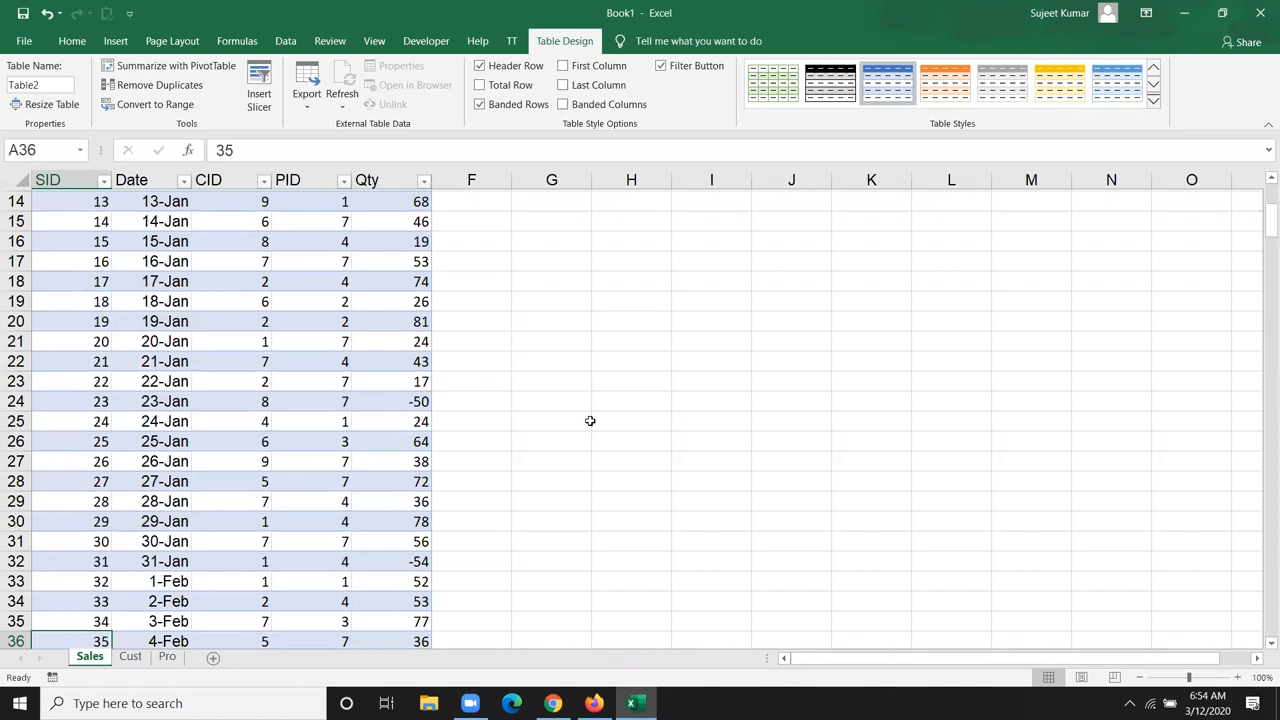 Book1 - Excel
Sujeet Kumar
File Home Insert Page Layout Formulas Data Review View Developer Help TT Table Design Tell me what you want to do Share
Table Name:
Table2
Resize Table
Properties
Summarize with PivotTable
Remove Duplicates
Convert to Range
Tools
Insert
Slicer
Export
Refresh
Properties
Open in Browser
Unlink
External Table Data
Header Row First Column Filter Button
Total Row Last Column
Banded Rows Banded Columns
Table Style Options
Table Styles
A36 fx 35
SID Date CID PID Qty F G H I J K L M N O
14 13 13-Jan 9 1 68
15 14 14-Jan 6 7 46
16 15 15-Jan 8 4 19
17 16 16-Jan 7 7 53
18 17 17-Jan 2 4 74
19 18 18-Jan 6 2 26
20 19 19-Jan 2 2 81
21 20 20-Jan 1 7 24
22 21 21-Jan 7 4 43
23 22 22-Jan 2 7 17
24 23 23-Jan 8 7 -50
25 24 24-Jan 4 1 24
26 25 25-Jan 6 3 64
27 26 26-Jan 9 7 38
28 27 27-Jan 5 7 72
29 28 28-Jan 7 4 36
30 29 29-Jan 1 4 78
31 30 30-Jan 7 7 56
32 31 31-Jan 1 4 -54
33 32 1-Feb 1 1 52
34 33 2-Feb 2 4 53
35 34 3-Feb 7 3 77
36 35 4-Feb 5 7 36
Sales Cust Pro
Ready 100%
Type here to search
6:54 AM
3/12/2020